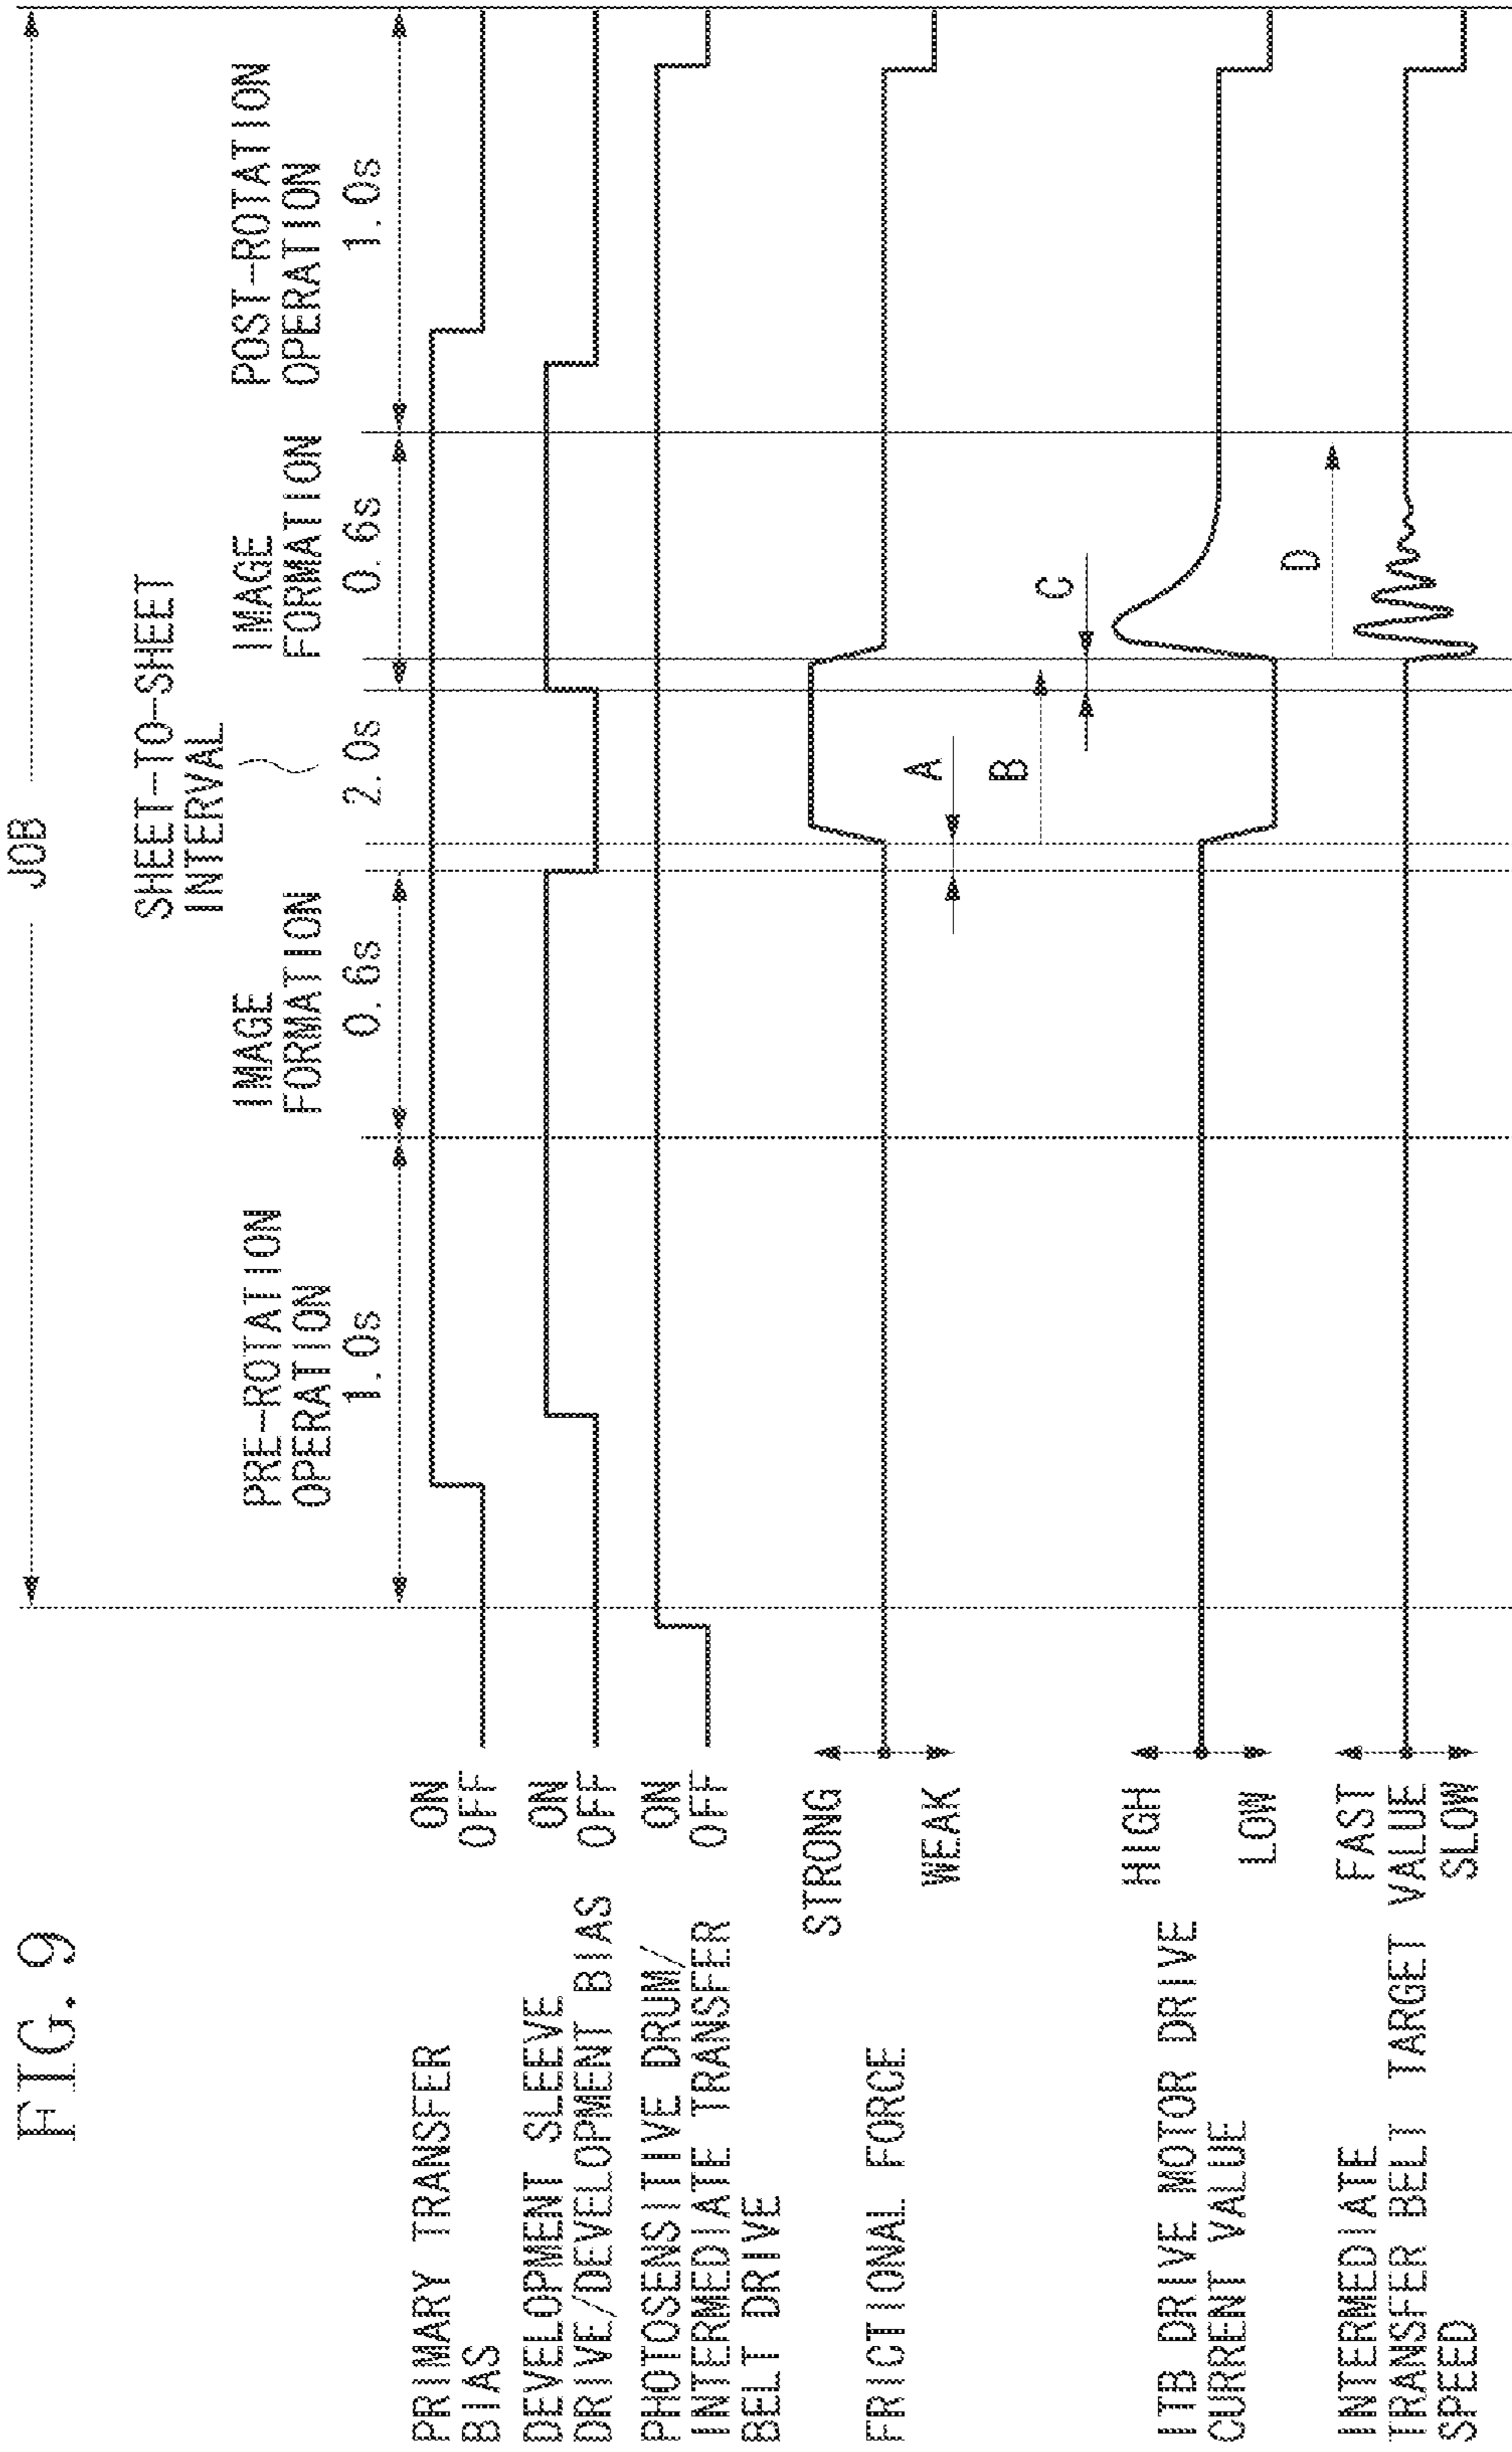 FIG. 9
JOB
SHEET-TO-SHEET
INTERVAL
PRE-ROTATION
OPERATION
1.0s
IMAGE
FORMATION
0.6s
2.0s
IMAGE
FORMATION
0.6s
POST-ROTATION
OPERATION
1.0s
PRIMARY TRANSFER
BIAS
ON
OFF
DEVELOPMENT SLEEVE
DRIVE/DEVELOPMENT BIAS
ON
OFF
PHOTOSENSITIVE DRUM/
INTERMEDIATE TRANSFER
BELT DRIVE
ON
OFF
FRICTIONAL FORCE
STRONG
WEAK
A
B
C
ITB DRIVE MOTOR DRIVE
CURRENT VALUE
HIGH
LOW
D
INTERMEDIATE
TRANSFER BELT
SPEED
FAST
TARGET VALUE
SLOW